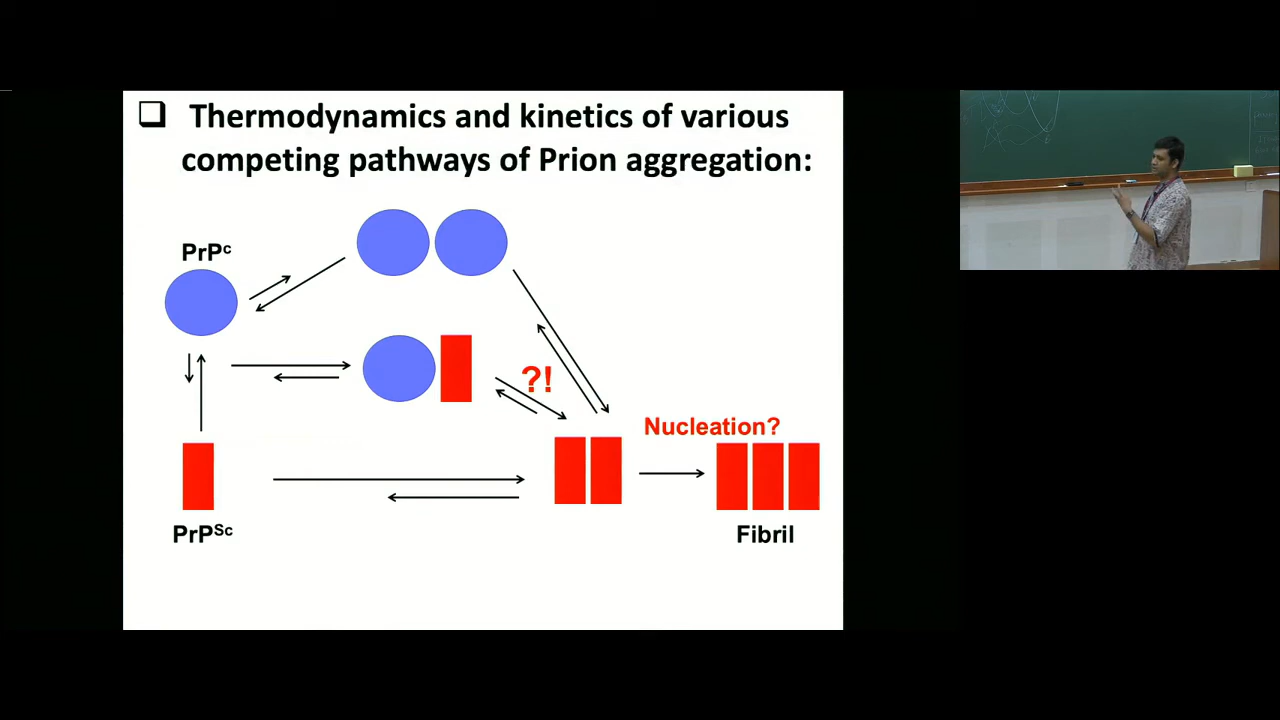 Thermodynamics and kinetics of various
competing pathways of Prion aggregation:
PrPᶜ
?!
Nucleation?
PrPSc
Fibril